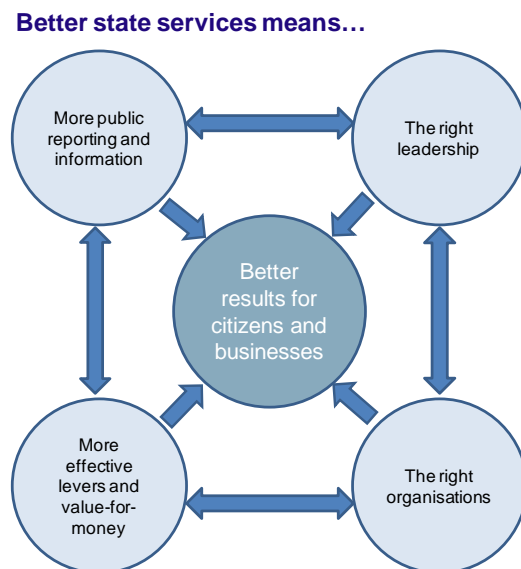 Better state services means…
More public
reporting and
information
The right
leadership
Better
results for
citizens and
businesses
More
effective
levers and
value-for-
money
The right
organisations